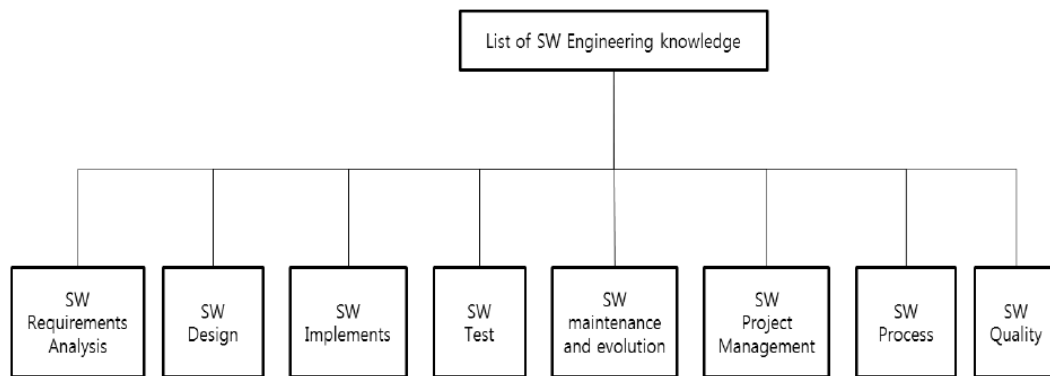 List of SW Engineering knowledge
SW
Requirements
Analysis
SW
Design
SW
Implements
SW
Test
SW
maintenance
and evolution
SW
Project
Management
SW
Process
SW
Quality